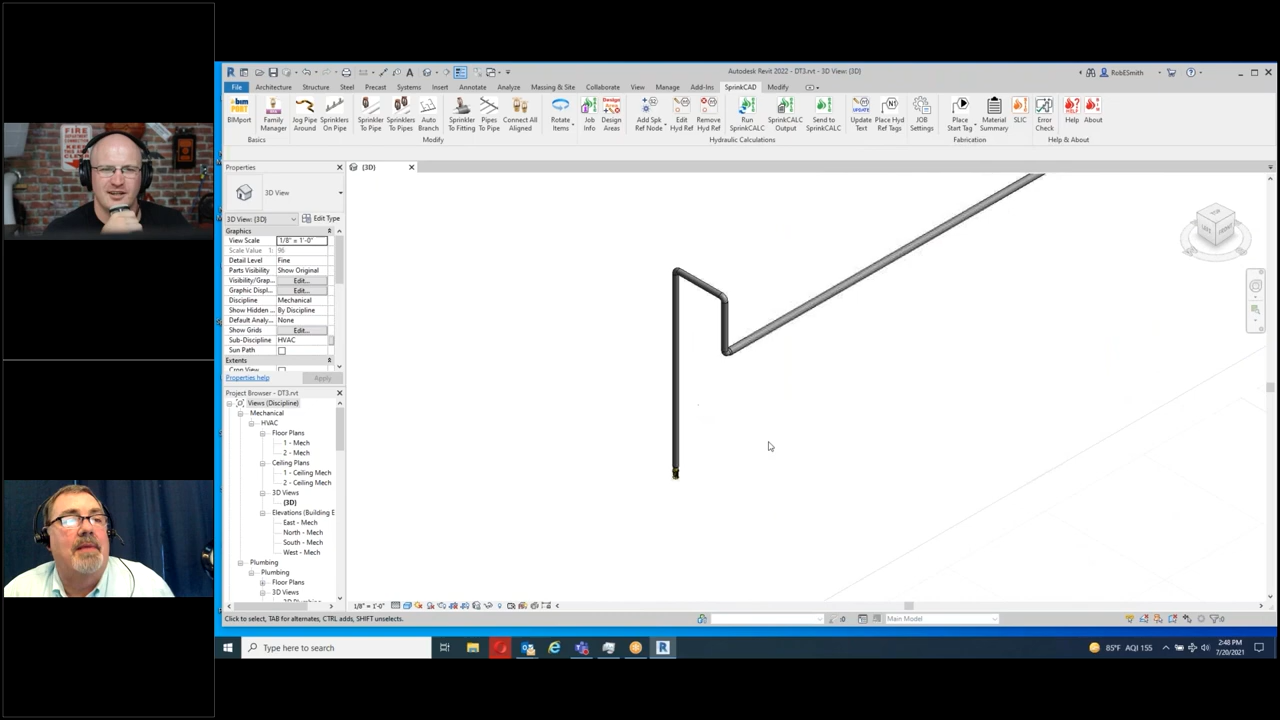 FIRE
Autodesk Revit 2022 - DT3.rvt - 3D View: {3D}
RobESmith
File Architecture Structure Precast Systems Insert Annotate Analyze Massing & Site Collaborate View Manage Add-Ins SprinkCAD Modify
BIMport
Family Manager
Jog Pipe Around
Sprinklers On Pipe
Sprinkler To Pipe
Sprinklers To Pipes
Auto Branch
Sprinkler To Fitting
Pipes To Pipe
Connect All Aligned
Rotate Items
Job Info
Design Areas
Add Spk Ref Node
Edit Hyd Ref
Remove Hyd Ref
Run SprinkCALC
SprinkCALC Output
Send to SprinkCALC
Update Text
Place Hyd Ref Tags
JOB Settings
Place Start Tag
Material Summary
SLIC
Error Check
Help
About
Basics Modify Hydraulic Calculations Fabrication Help & About
Properties
{3D}
3D View
3D View: {3D} Edit Type
Graphics
View Scale 1/8" = 1'-0"
Scale Value 1: 96
Detail Level Fine
Parts Visibility Show Original
Visibility/Grap... Edit...
Graphic Displ... Edit...
Discipline Mechanical
Show Hidden ... By Discipline
Default Analy... None
Show Grids Edit...
Sub-Discipline HVAC
Sun Path
Extents
Crop View
Properties help Apply
Project Browser - DT3.rvt
Views (Discipline)
Mechanical
HVAC
Floor Plans
1 - Mech
2 - Mech
Ceiling Plans
1 - Ceiling Mech
2 - Ceiling Mech
3D Views
{3D}
Elevations (Building E
East - Mech
North - Mech
South - Mech
West - Mech
Plumbing
Plumbing
Floor Plans
3D Views
TOP
FRONT
1/8" = 1'-0"
Click to select, TAB for alternates, CTRL adds, SHIFT unselects.
:0
Main Model
:0
Type here to search
85°F AQI 155
2:48 PM
7/20/2021